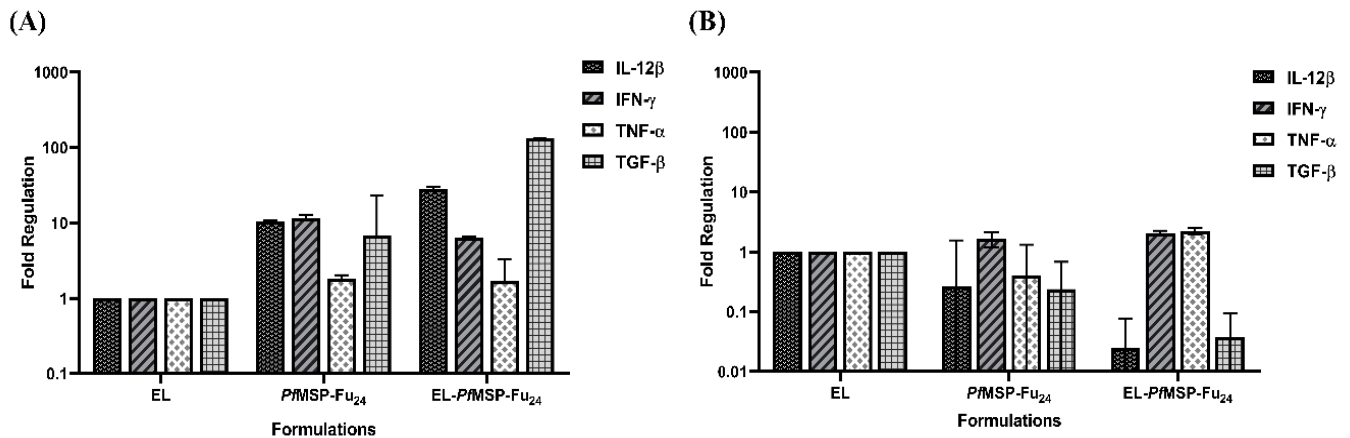 (A)
1000
100
10
1
0.1
Fold Regulation
EL
PfMSP-Fu24
EL-PfMSP-Fu24
Formulations
IL-12β
IFN-γ
TNF-α
TGF-β
(B)
1000
100
10
1
0.1
0.01
Fold Regulation
EL
PfMSP-Fu24
EL-PfMSP-Fu24
Formulations
IL-12β
IFN-γ
TNF-α
TGF-β